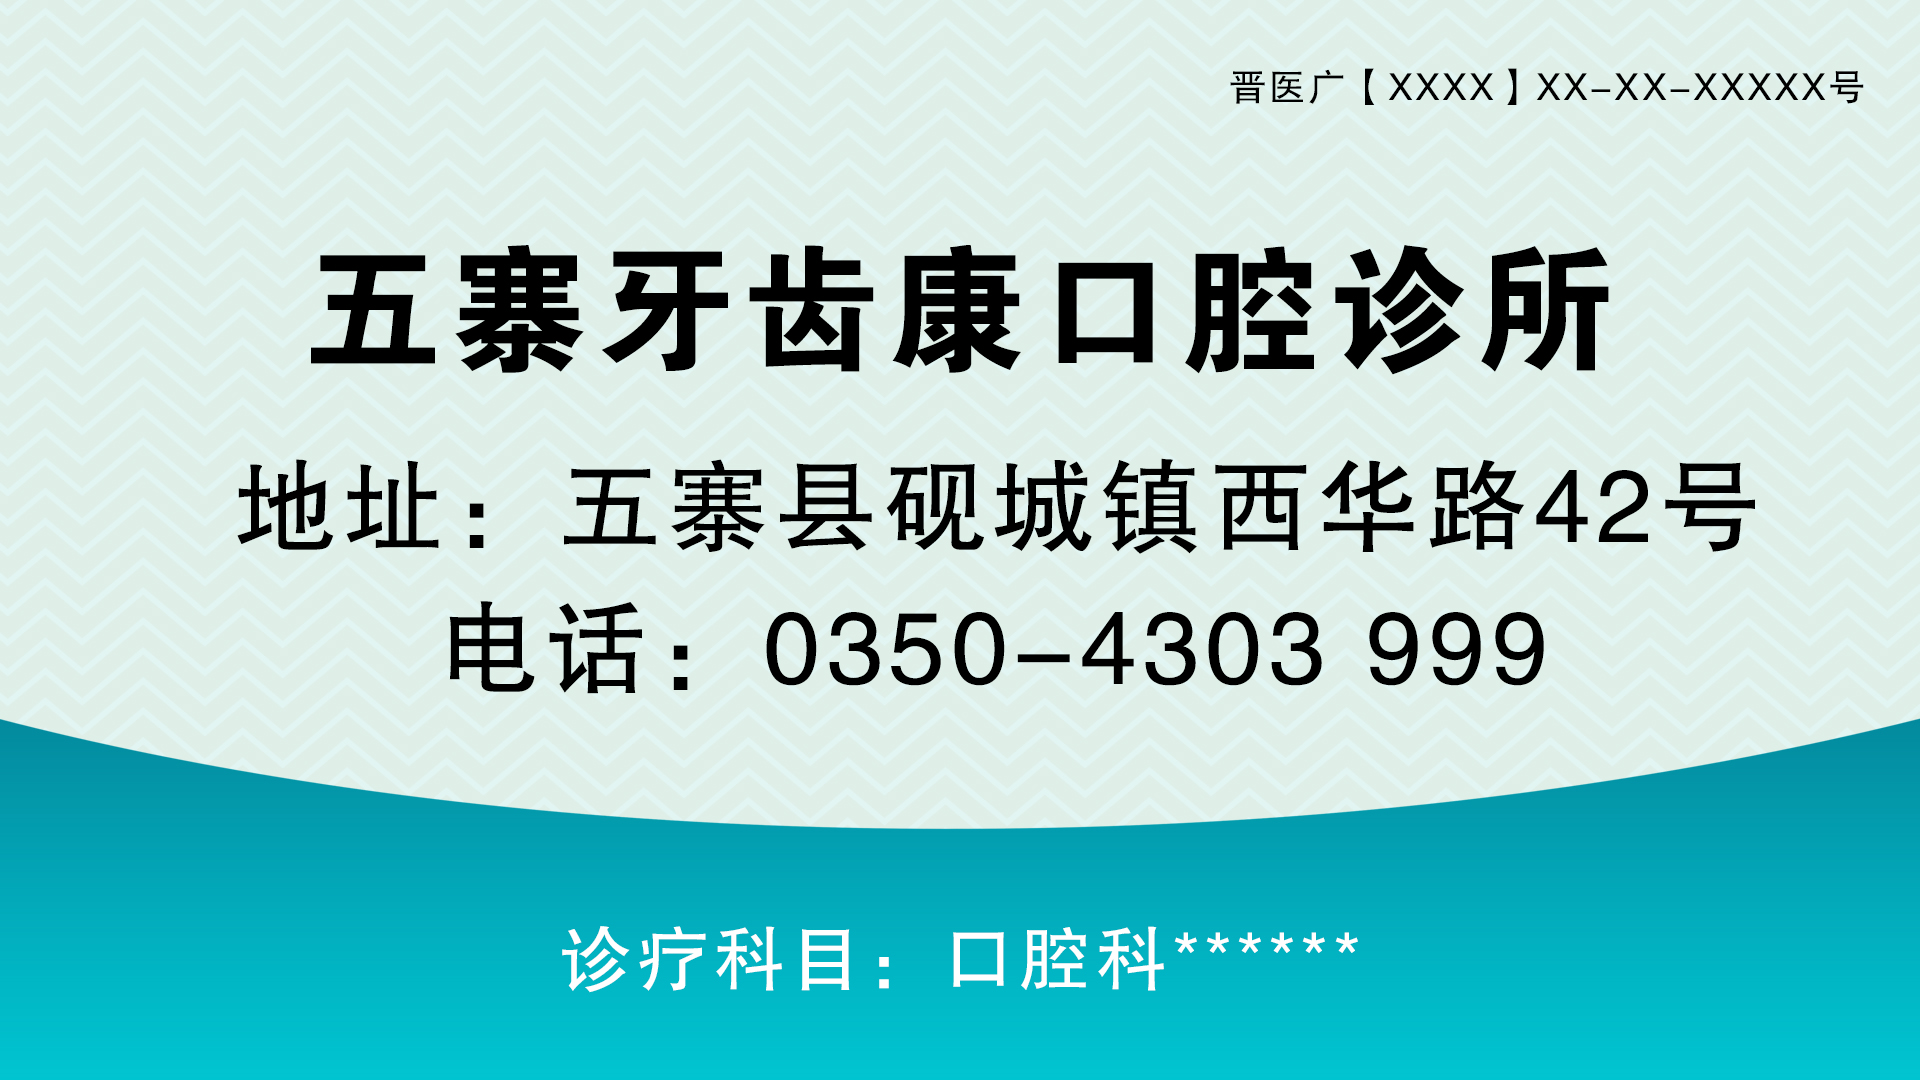 晋医广【XXXX】XX-XX-XXXXX号
五寨牙齿康口腔诊所
地址：五寨县砚城镇西华路42号
电话：0350-4303 999
诊疗科目：口腔科******